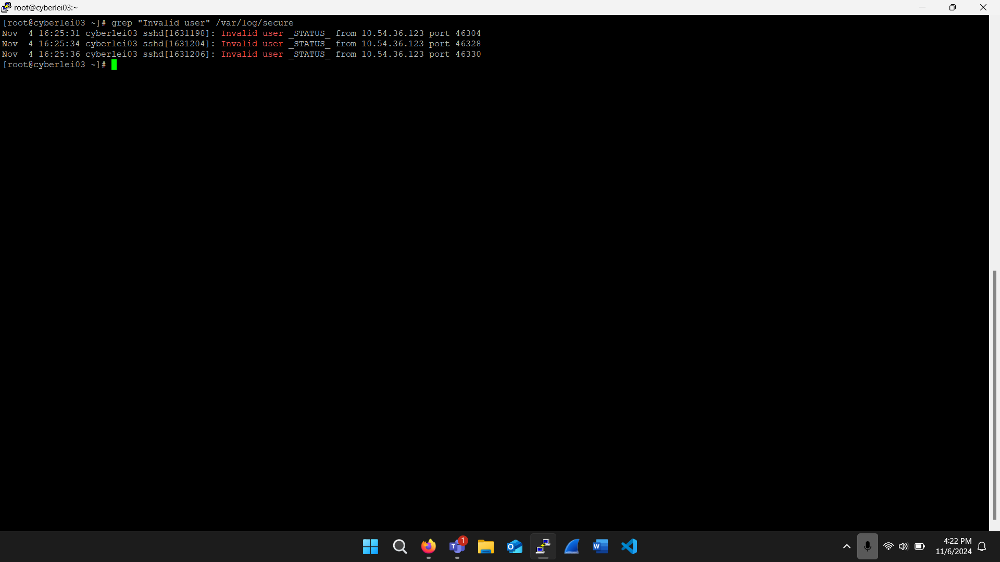 root@cyberlei03:~
[root@cyberlei03 ~]# grep "Invalid user" /var/log/secure
Nov  4 16:25:31 cyberlei03 sshd[1631198]: Invalid user _STATUS_ from 10.54.36.123 port 46304
Nov  4 16:25:34 cyberlei03 sshd[1631204]: Invalid user _STATUS_ from 10.54.36.123 port 46328
Nov  4 16:25:36 cyberlei03 sshd[1631206]: Invalid user _STATUS_ from 10.54.36.123 port 46330
[root@cyberlei03 ~]#
1
4:22 PM
11/6/2024